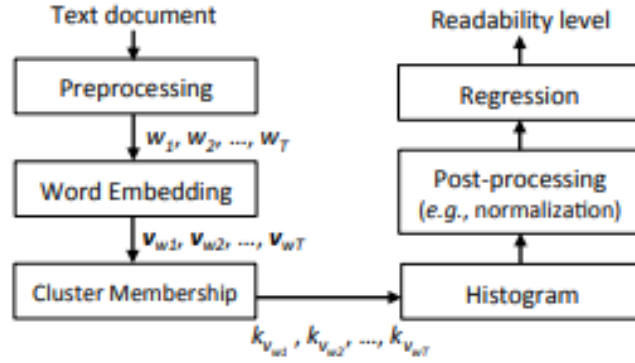 Text document
Preprocessing
w1, w2, ..., wT
Word Embedding
vw1, vw2, ..., vwT
Cluster Membership
kvw1 , kvw2, ..., kvwT
Histogram
Post-processing
(e.g., normalization)
Regression
Readability level